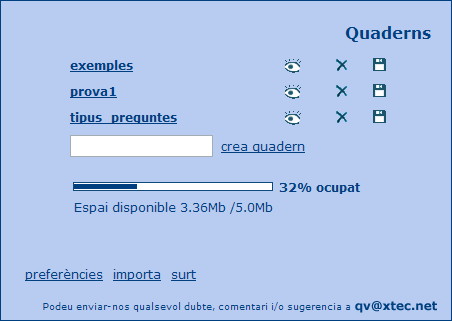 Quaderns
exemples
prova1
tipus_preguntes
crea quadern
32% ocupat
Espai disponible 3.36Mb /5.0Mb
preferències importa surt
Podeu enviar-nos qualsevol dubte, comentari i/o sugerencia a qv@xtec.net